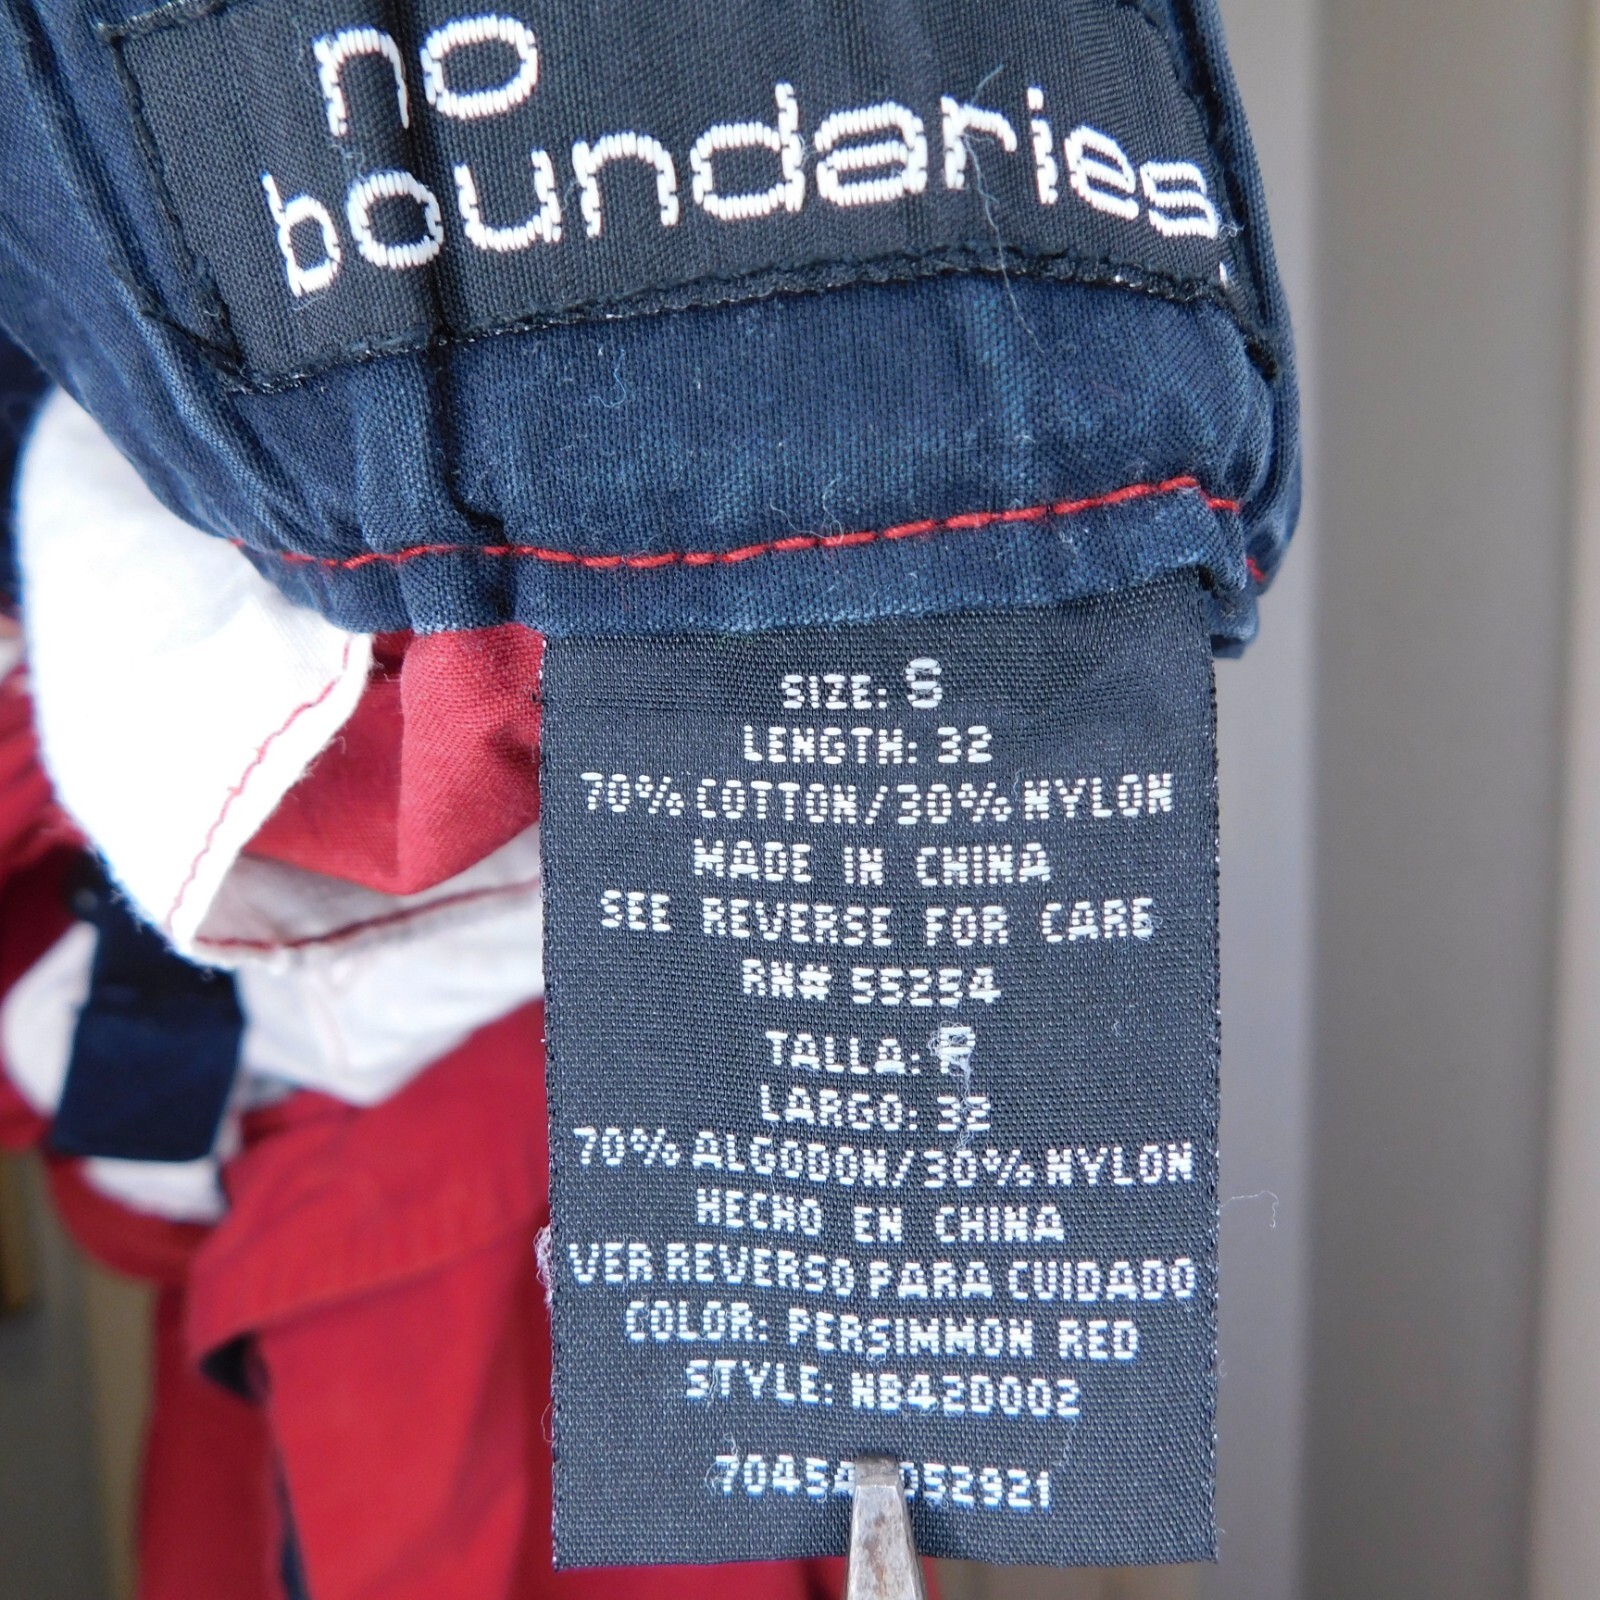 no
boundaries
SIZE: S
LENGTH: 32
70% COTTON/30% NYLON
MADE IN CHINA
SEE REVERSE FOR CARE
RN# 55254
TALLA: P
LARGO: 32
70% ALGODON/30% NYLON
HECHO EN CHINA
VER REVERSO PARA CUIDADO
COLOR: PERSIMMON RED
STYLE: NB42D002